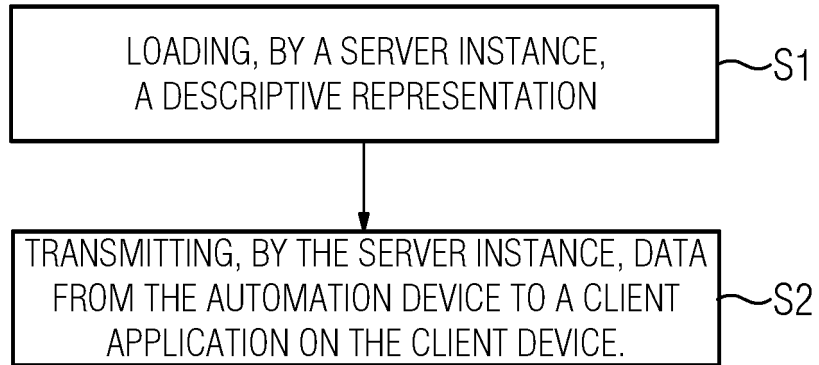 LOADING, BY A SERVER INSTANCE,
A DESCRIPTIVE REPRESENTATION
S1
TRANSMITTING, BY THE SERVER INSTANCE, DATA
FROM THE AUTOMATION DEVICE TO A CLIENT
APPLICATION ON THE CLIENT DEVICE.
S2